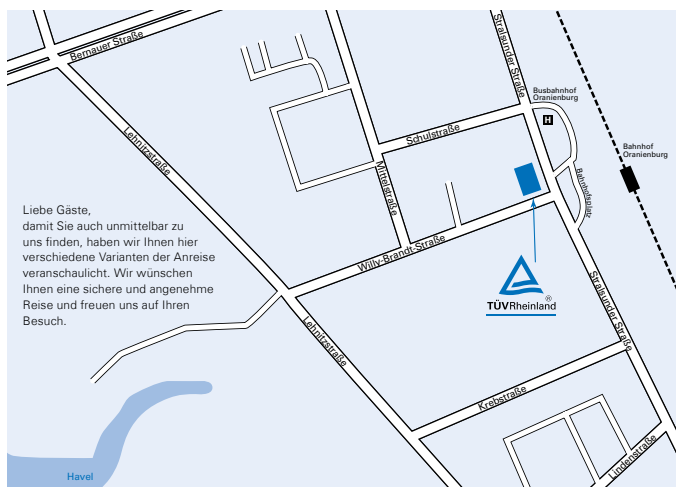 Bernauer Straße
Stralsunder Straße
Busbahnhof
Oranienburg
H
Schulstraße
Lehnitzstraße
Bahnhof
Oranienburg
Mittelstraße
Bahnhofsplatz
Liebe Gäste,
damit Sie auch unmittelbar zu
uns finden, haben wir Ihnen hier
verschiedene Varianten der Anreise
veranschaulicht. Wir wünschen
Ihnen eine sichere und angenehme
Reise und freuen uns auf Ihren
Besuch.
Willy-Brandt-Straße
TÜVRheinland®
Stralsunder Straße
Lehnitzstraße
Krebstraße
Lindenstraße
Havel